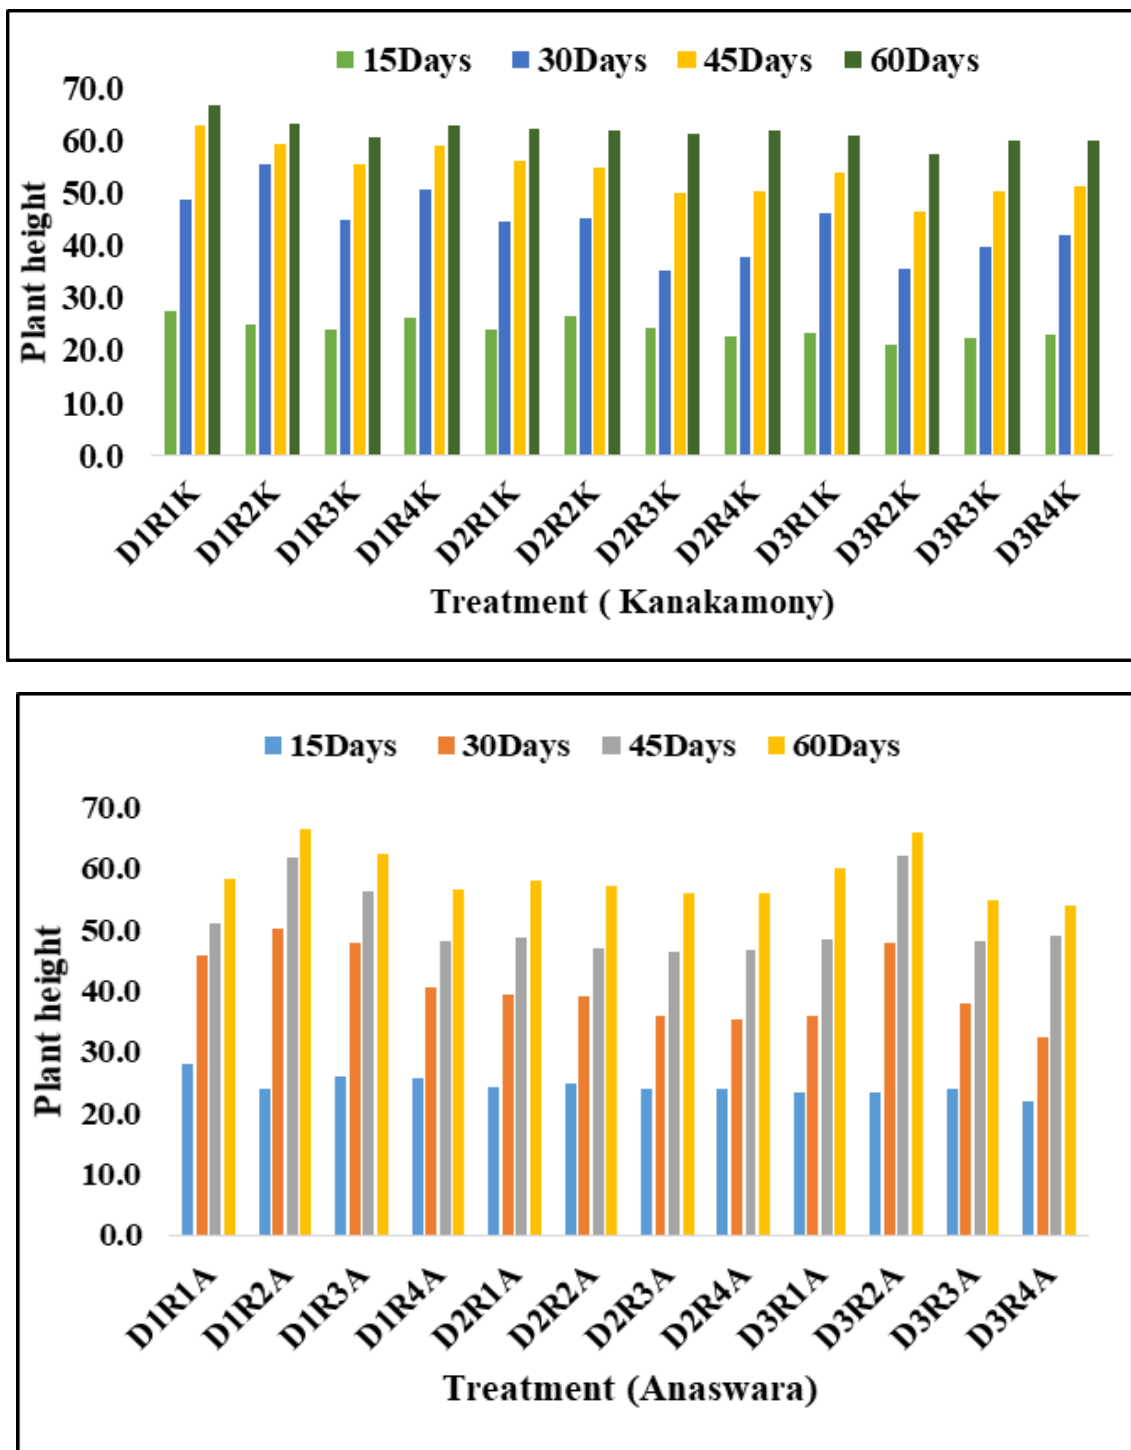 15Days 30Days 45Days 60Days
70.0
60.0
50.0
40.0
30.0
20.0
10.0
0.0
Plant height
D1R1K D1R2K D1R3K D1R4K D2R1K D2R2K D2R3K D2R4K D3R1K D3R2K D3R3K D3R4K
Treatment ( Kanakamony)
15Days 30Days 45Days 60Days
70.0
60.0
50.0
40.0
30.0
20.0
10.0
0.0
Plant height
D1R1A D1R2A D1R3A D1R4A D2R1A D2R2A D2R3A D2R4A D3R1A D3R2A D3R3A D3R4A
Treatment (Anaswara)